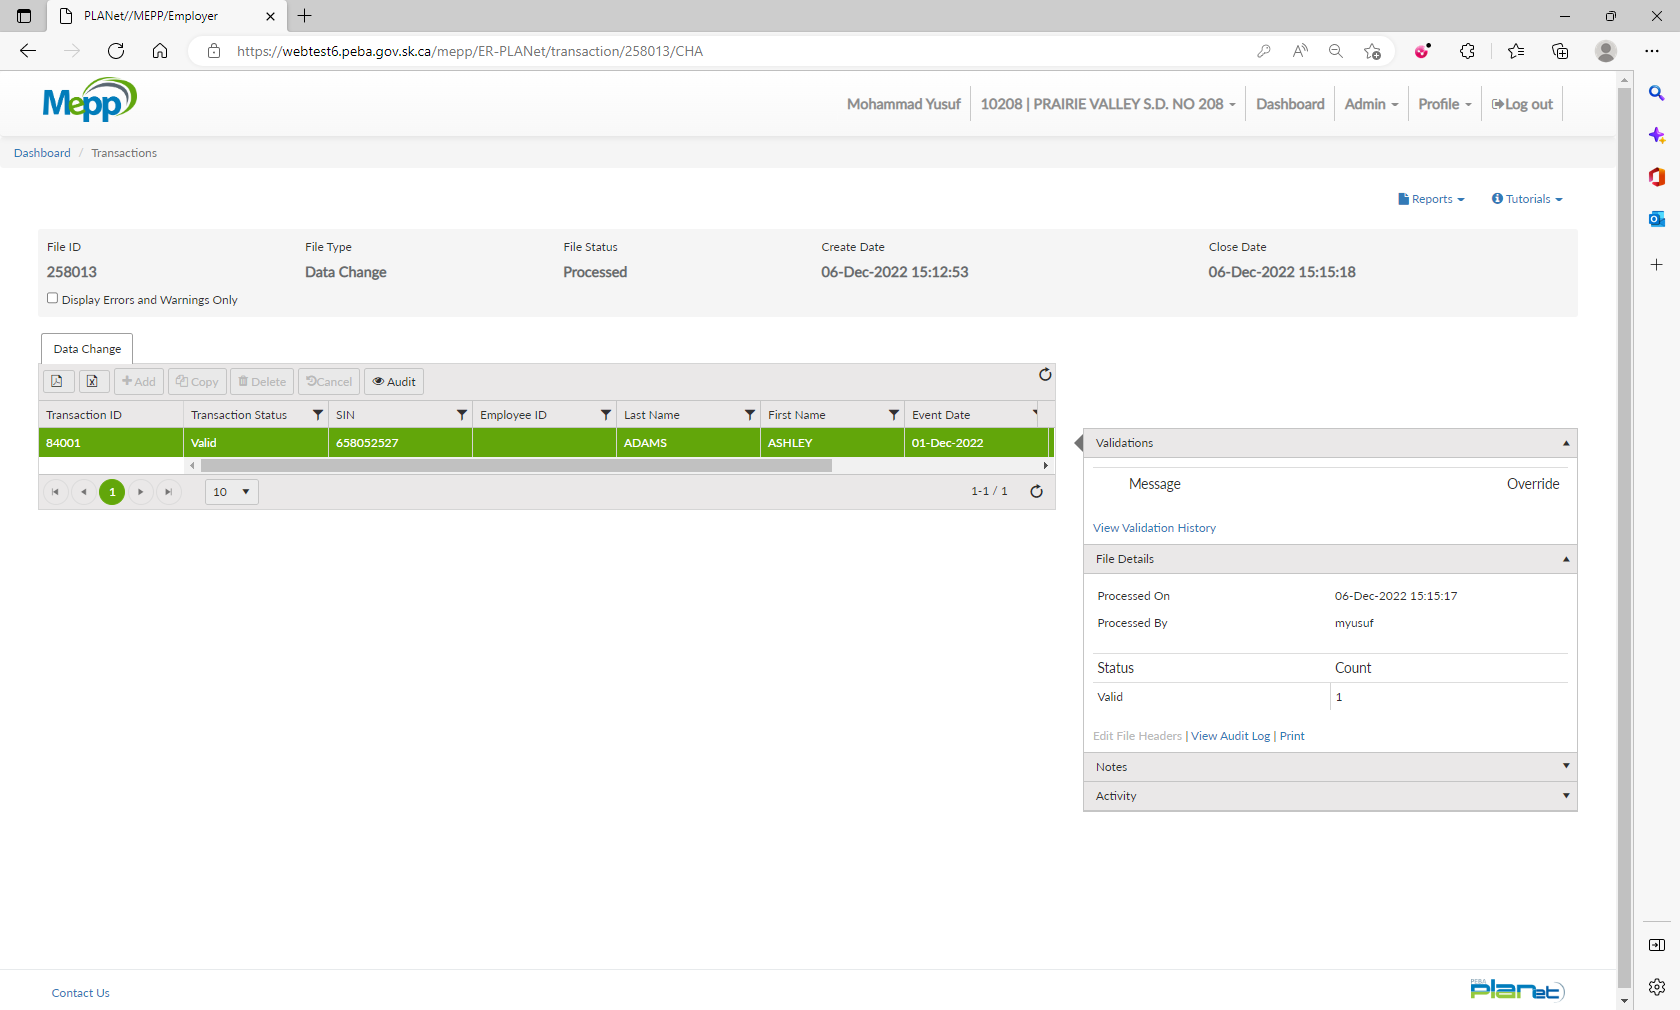 PLANet//MEPP/Employer
https://webtest6.peba.gov.sk.ca/mepp/ER-PLANet/transaction/258013/CHA
Mepp
Mohammad Yusuf
10208 | PRAIRIE VALLEY S.D. NO 208
Dashboard
Admin
Profile
Log out
Dashboard / Transactions
Reports
Tutorials
File ID
File Type
File Status
Create Date
Close Date
258013
Data Change
Processed
06-Dec-2022 15:12:53
06-Dec-2022 15:15:18
Display Errors and Warnings Only
Data Change
Add
Copy
Delete
Cancel
Audit
Transaction ID
Transaction Status
SIN
Employee ID
Last Name
First Name
Event Date
84001
Valid
658052527
ADAMS
ASHLEY
01-Dec-2022
1
10
1-1 / 1
Validations
Message
Override
View Validation History
File Details
Processed On
06-Dec-2022 15:15:17
Processed By
myusuf
Status
Count
Valid
1
Edit File Headers | View Audit Log | Print
Notes
Activity
Contact Us
PEBA
planet